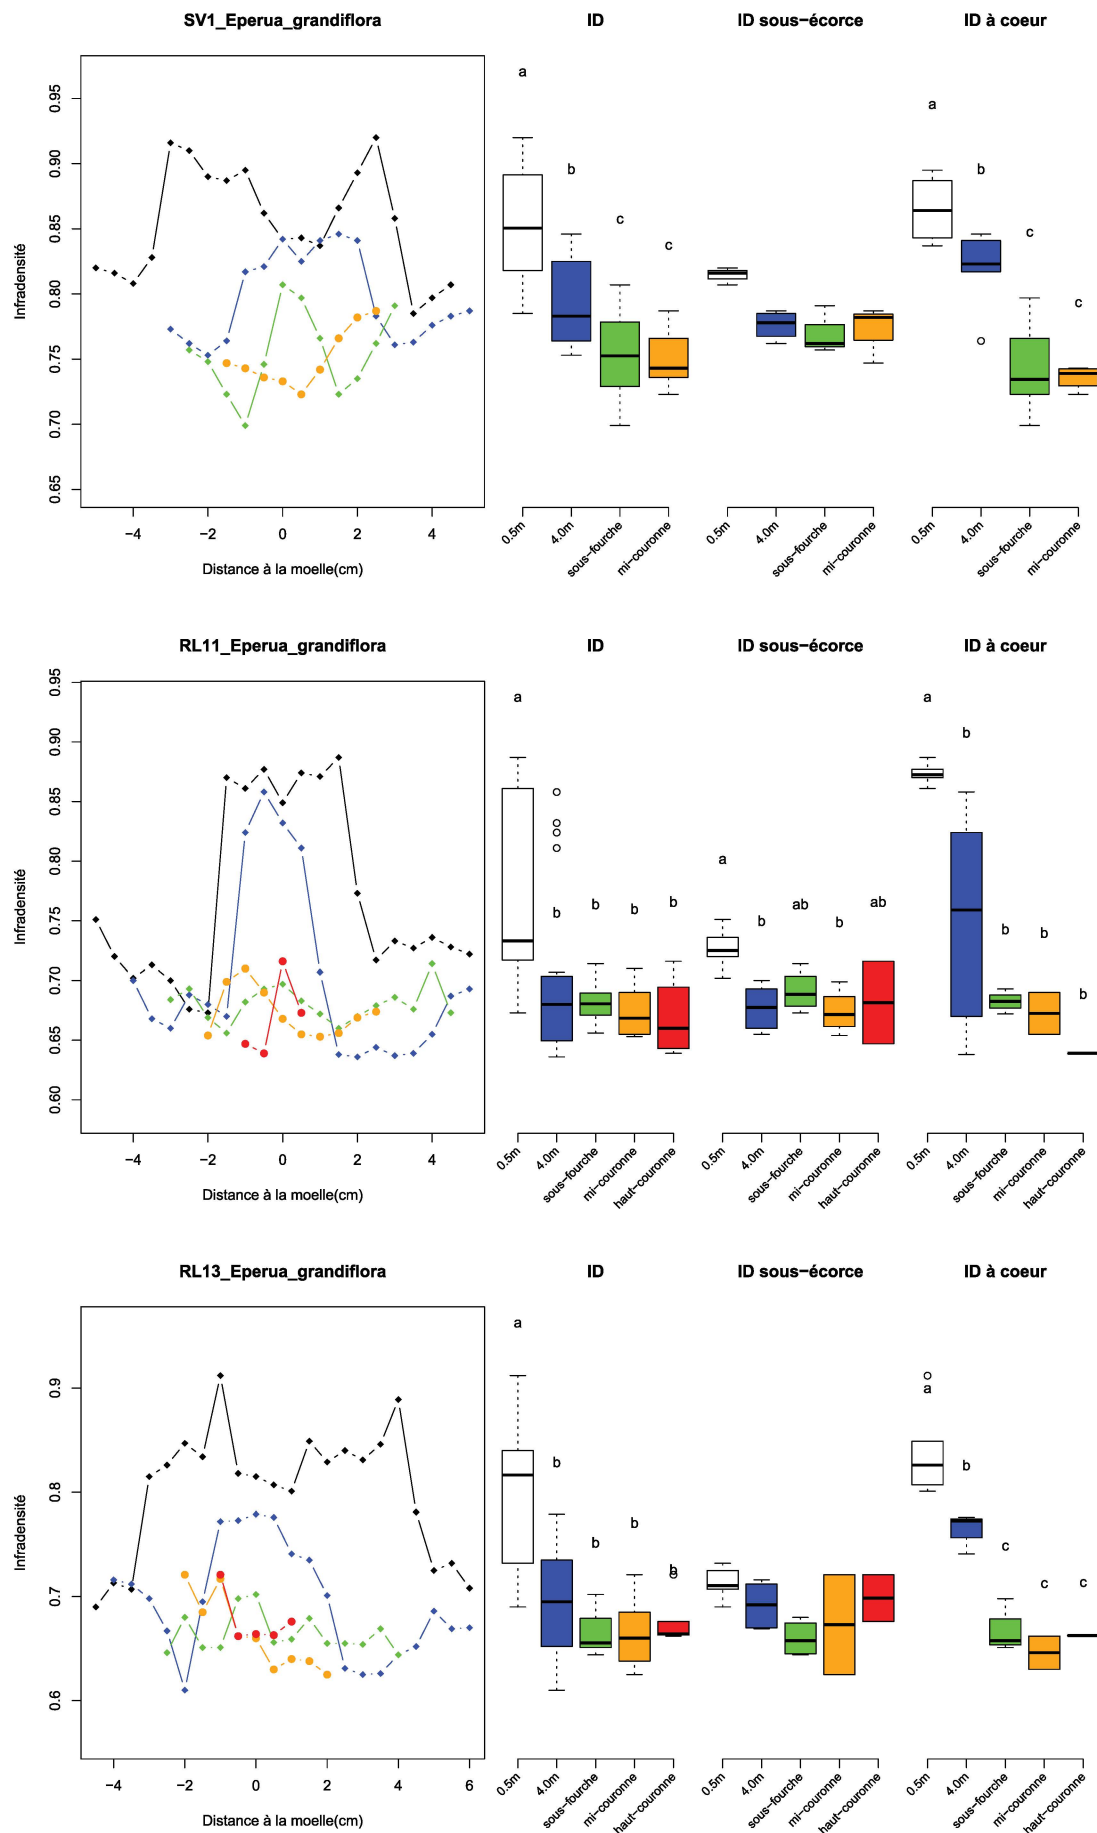 SV1_Eperua_grandiflora
ID
ID sous−écorce
ID à coeur
a
b
c
c
a
b
c
c
Infradensité
0.95
0.90
0.85
0.80
0.75
0.70
0.65
−4
−2
0
2
4
Distance à la moelle(cm)
0.5m
4.0m
sous−fourche
mi−couronne
0.5m
4.0m
sous−fourche
mi−couronne
0.5m
4.0m
sous−fourche
mi−couronne
RL11_Eperua_grandiflora
ID
ID sous−écorce
ID à coeur
a
b
b
b
b
a
b
ab
b
ab
a
b
b
b
b
Infradensité
0.95
0.90
0.85
0.80
0.75
0.70
0.65
0.60
−4
−2
0
2
4
Distance à la moelle(cm)
0.5m
4.0m
sous−fourche
mi−couronne
haut−couronne
0.5m
4.0m
sous−fourche
mi−couronne
haut−couronne
0.5m
4.0m
sous−fourche
mi−couronne
haut−couronne
RL13_Eperua_grandiflora
ID
ID sous−écorce
ID à coeur
a
b
b
b
b
a
b
c
c
c
Infradensité
0.9
0.8
0.7
0.6
−4
−2
0
2
4
6
Distance à la moelle(cm)
0.5m
4.0m
sous−fourche
mi−couronne
haut−couronne
0.5m
4.0m
sous−fourche
mi−couronne
haut−couronne
0.5m
4.0m
sous−fourche
mi−couronne
haut−couronne